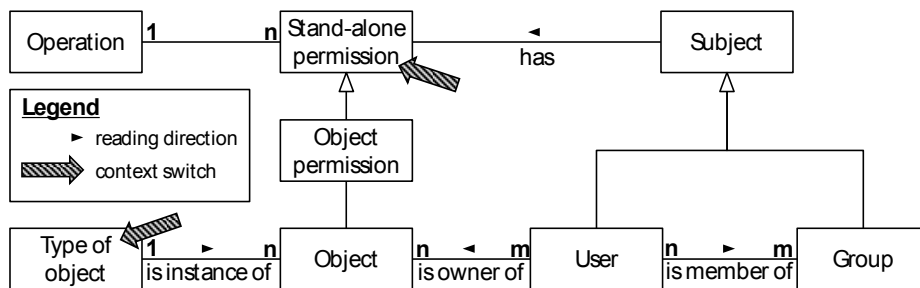 Operation
1
n
Stand-alone
permission
has
Subject
Legend
reading direction
context switch
Object
permission
Type of
object
1
n
is instance of
Object
n
m
is owner of
User
n
m
is member of
Group